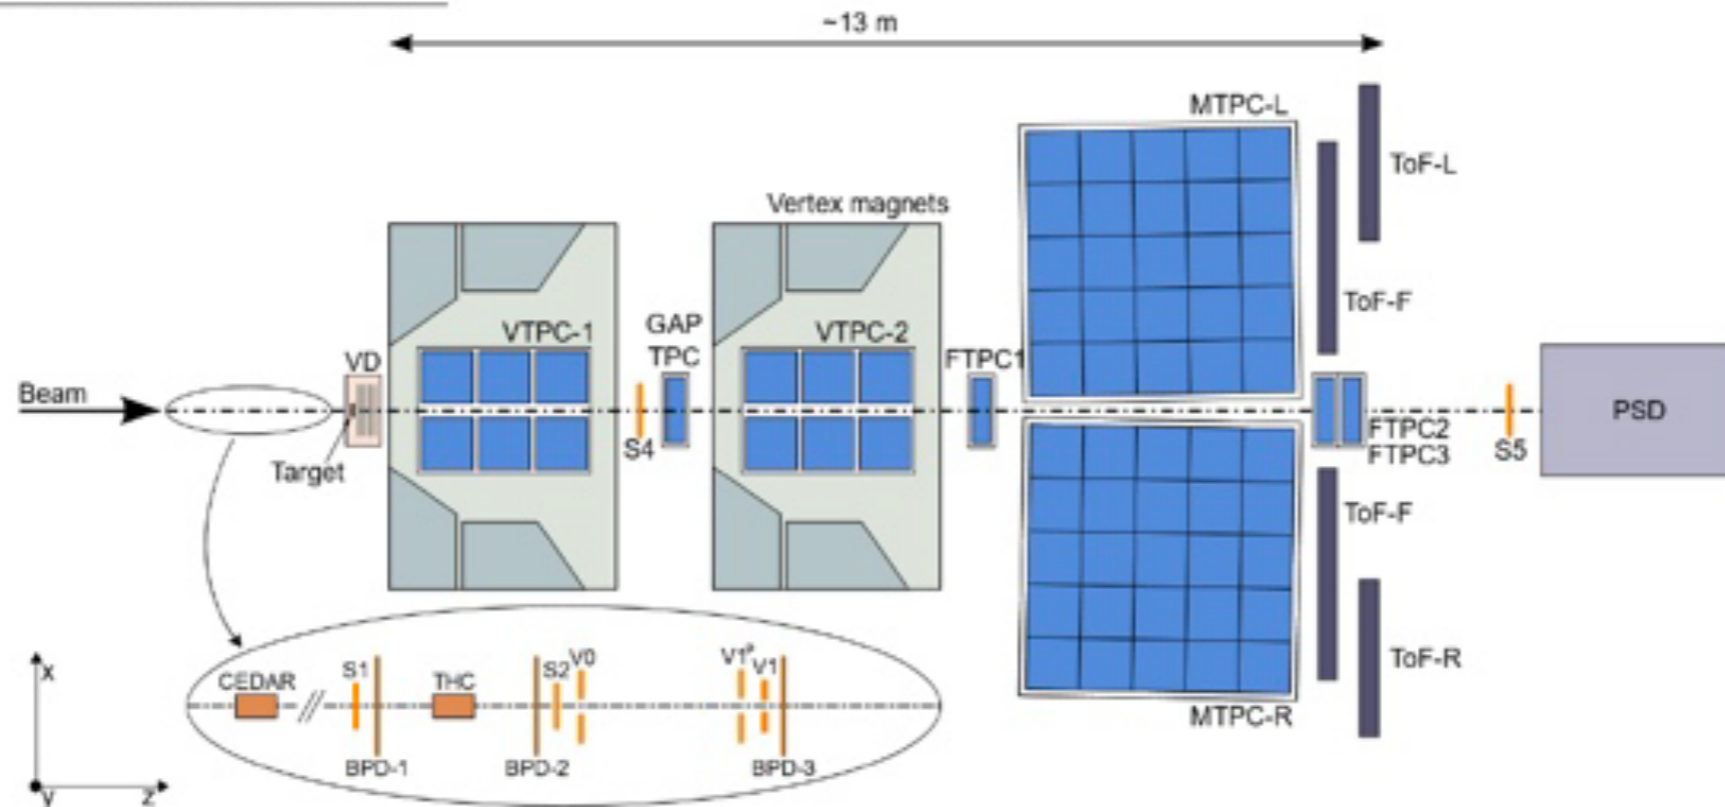 ~13 m
MTPC-L
ToF-L
Vertex magnets
ToF-F
VTPC-1
GAP
TPC
VTPC-2
FTPC1
VD
Beam
PSD
Target
S4
FTPC2
FTPC3
S5
ToF-F
x
CEDAR
S1
THC
S2
V0
V1ᵖ
V1
ToF-R
MTPC-R
BPD-1
BPD-2
BPD-3
y
z